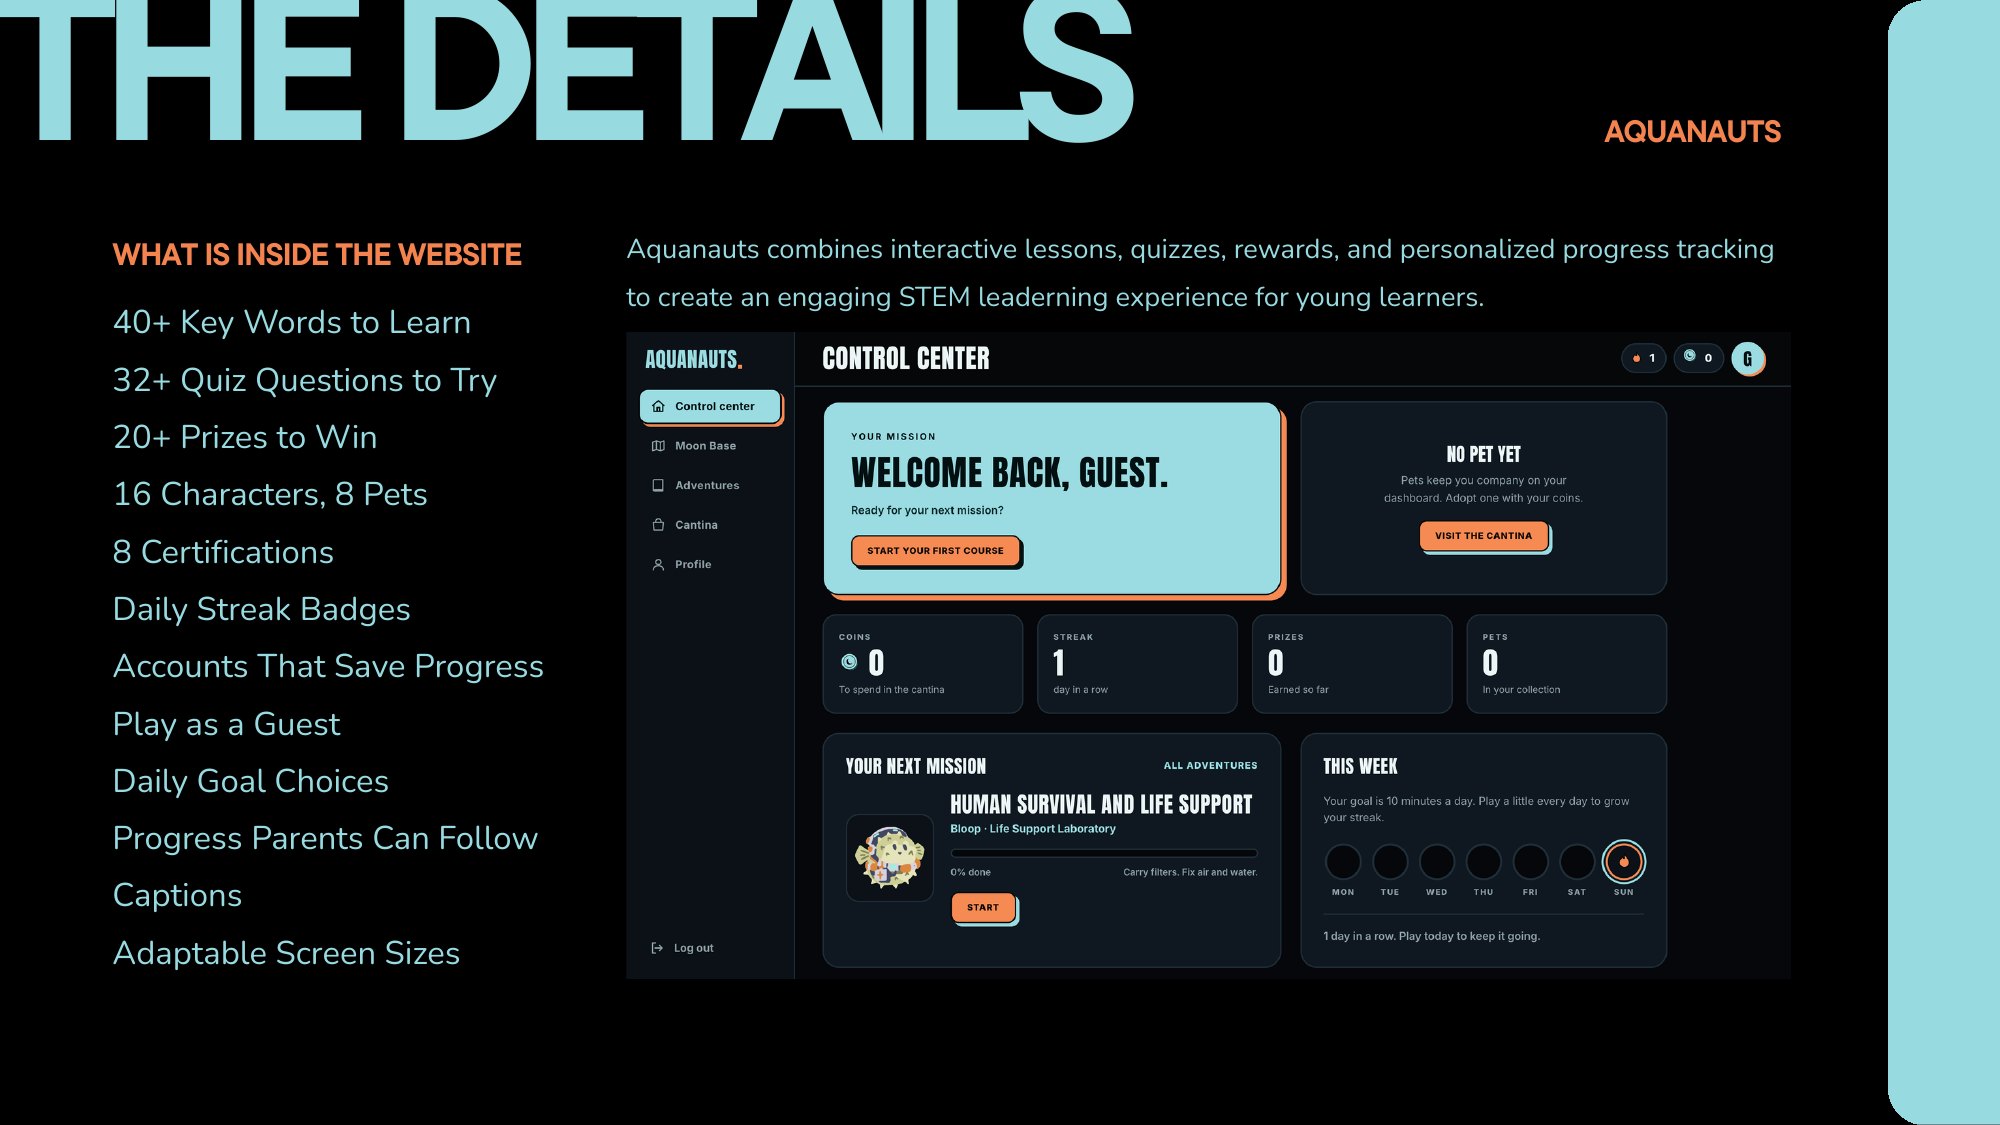 THE DETAILS
AQUANAUTS
WHAT IS INSIDE THE WEBSITE
40+ Key Words to Learn
32+ Quiz Questions to Try
20+ Prizes to Win
16 Characters, 8 Pets
8 Certifications
Daily Streak Badges
Accounts That Save Progress
Play as a Guest
Daily Goal Choices
Progress Parents Can Follow
Captions
Adaptable Screen Sizes
Aquanauts combines interactive lessons, quizzes, rewards, and personalized progress tracking
to create an engaging STEM leaderning experience for young learners.
AQUANAUTS.
Control center
Moon Base
Adventures
Cantina
Profile
Log out
CONTROL CENTER
1
0
G
YOUR MISSION
WELCOME BACK, GUEST.
Ready for your next mission?
START YOUR FIRST COURSE
NO PET YET
Pets keep you company on your
dashboard. Adopt one with your coins.
VISIT THE CANTINA
COINS
0
To spend in the cantina
STREAK
1
day in a row
PRIZES
0
Earned so far
PETS
0
In your collection
YOUR NEXT MISSION
ALL ADVENTURES
HUMAN SURVIVAL AND LIFE SUPPORT
Bloop · Life Support Laboratory
0% done
Carry filters. Fix air and water.
START
THIS WEEK
Your goal is 10 minutes a day. Play a little every day to grow
your streak.
MON TUE WED THU FRI SAT SUN
1 day in a row. Play today to keep it going.